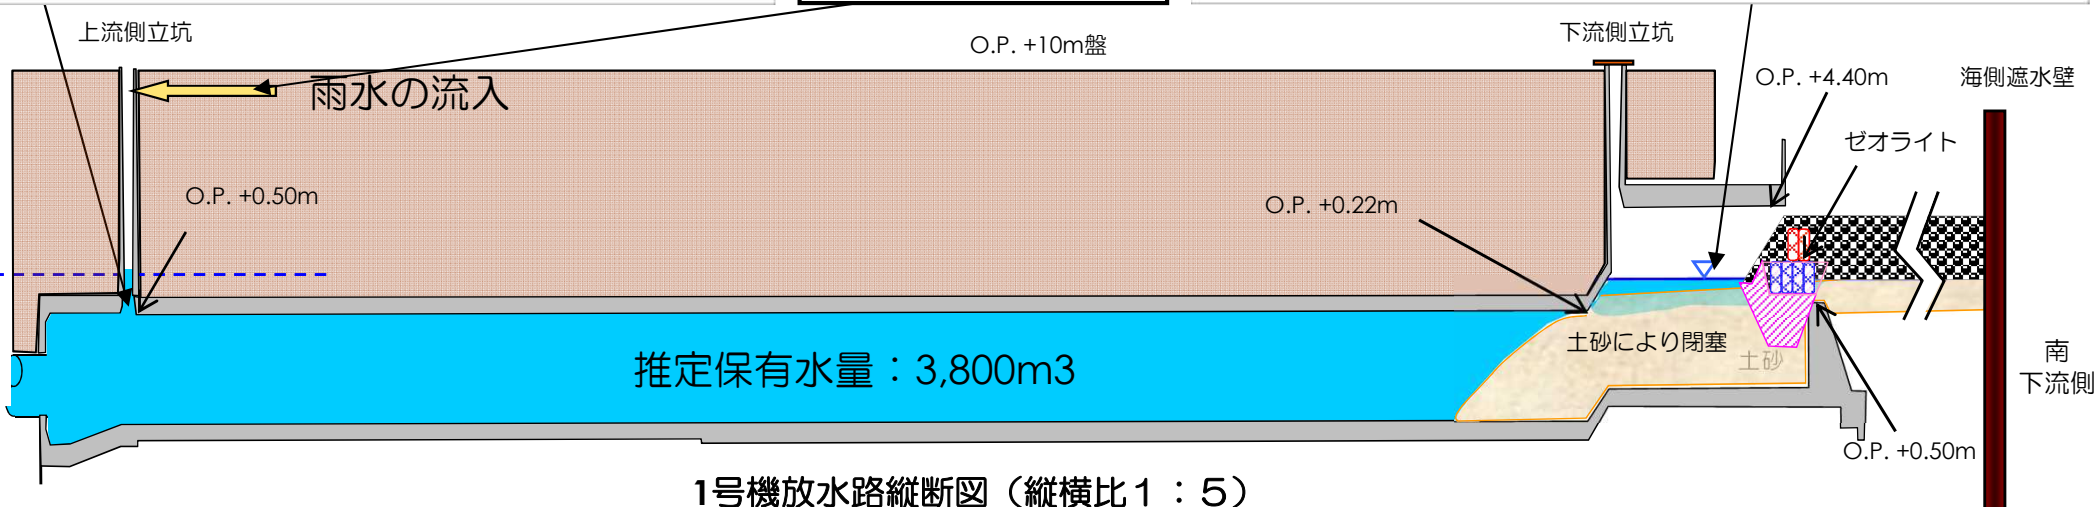 上流側立坑
O.P. +10m盤
下流側立坑
O.P. +4.40m
海側遮水壁
雨水の流入
ゼオライト
O.P. +0.50m
O.P. +0.22m
土砂により閉塞
土砂
推定保有水量：3,800m3
南
下流側
O.P. +0.50m
1号機放水路縦断図（縦横比１：５）